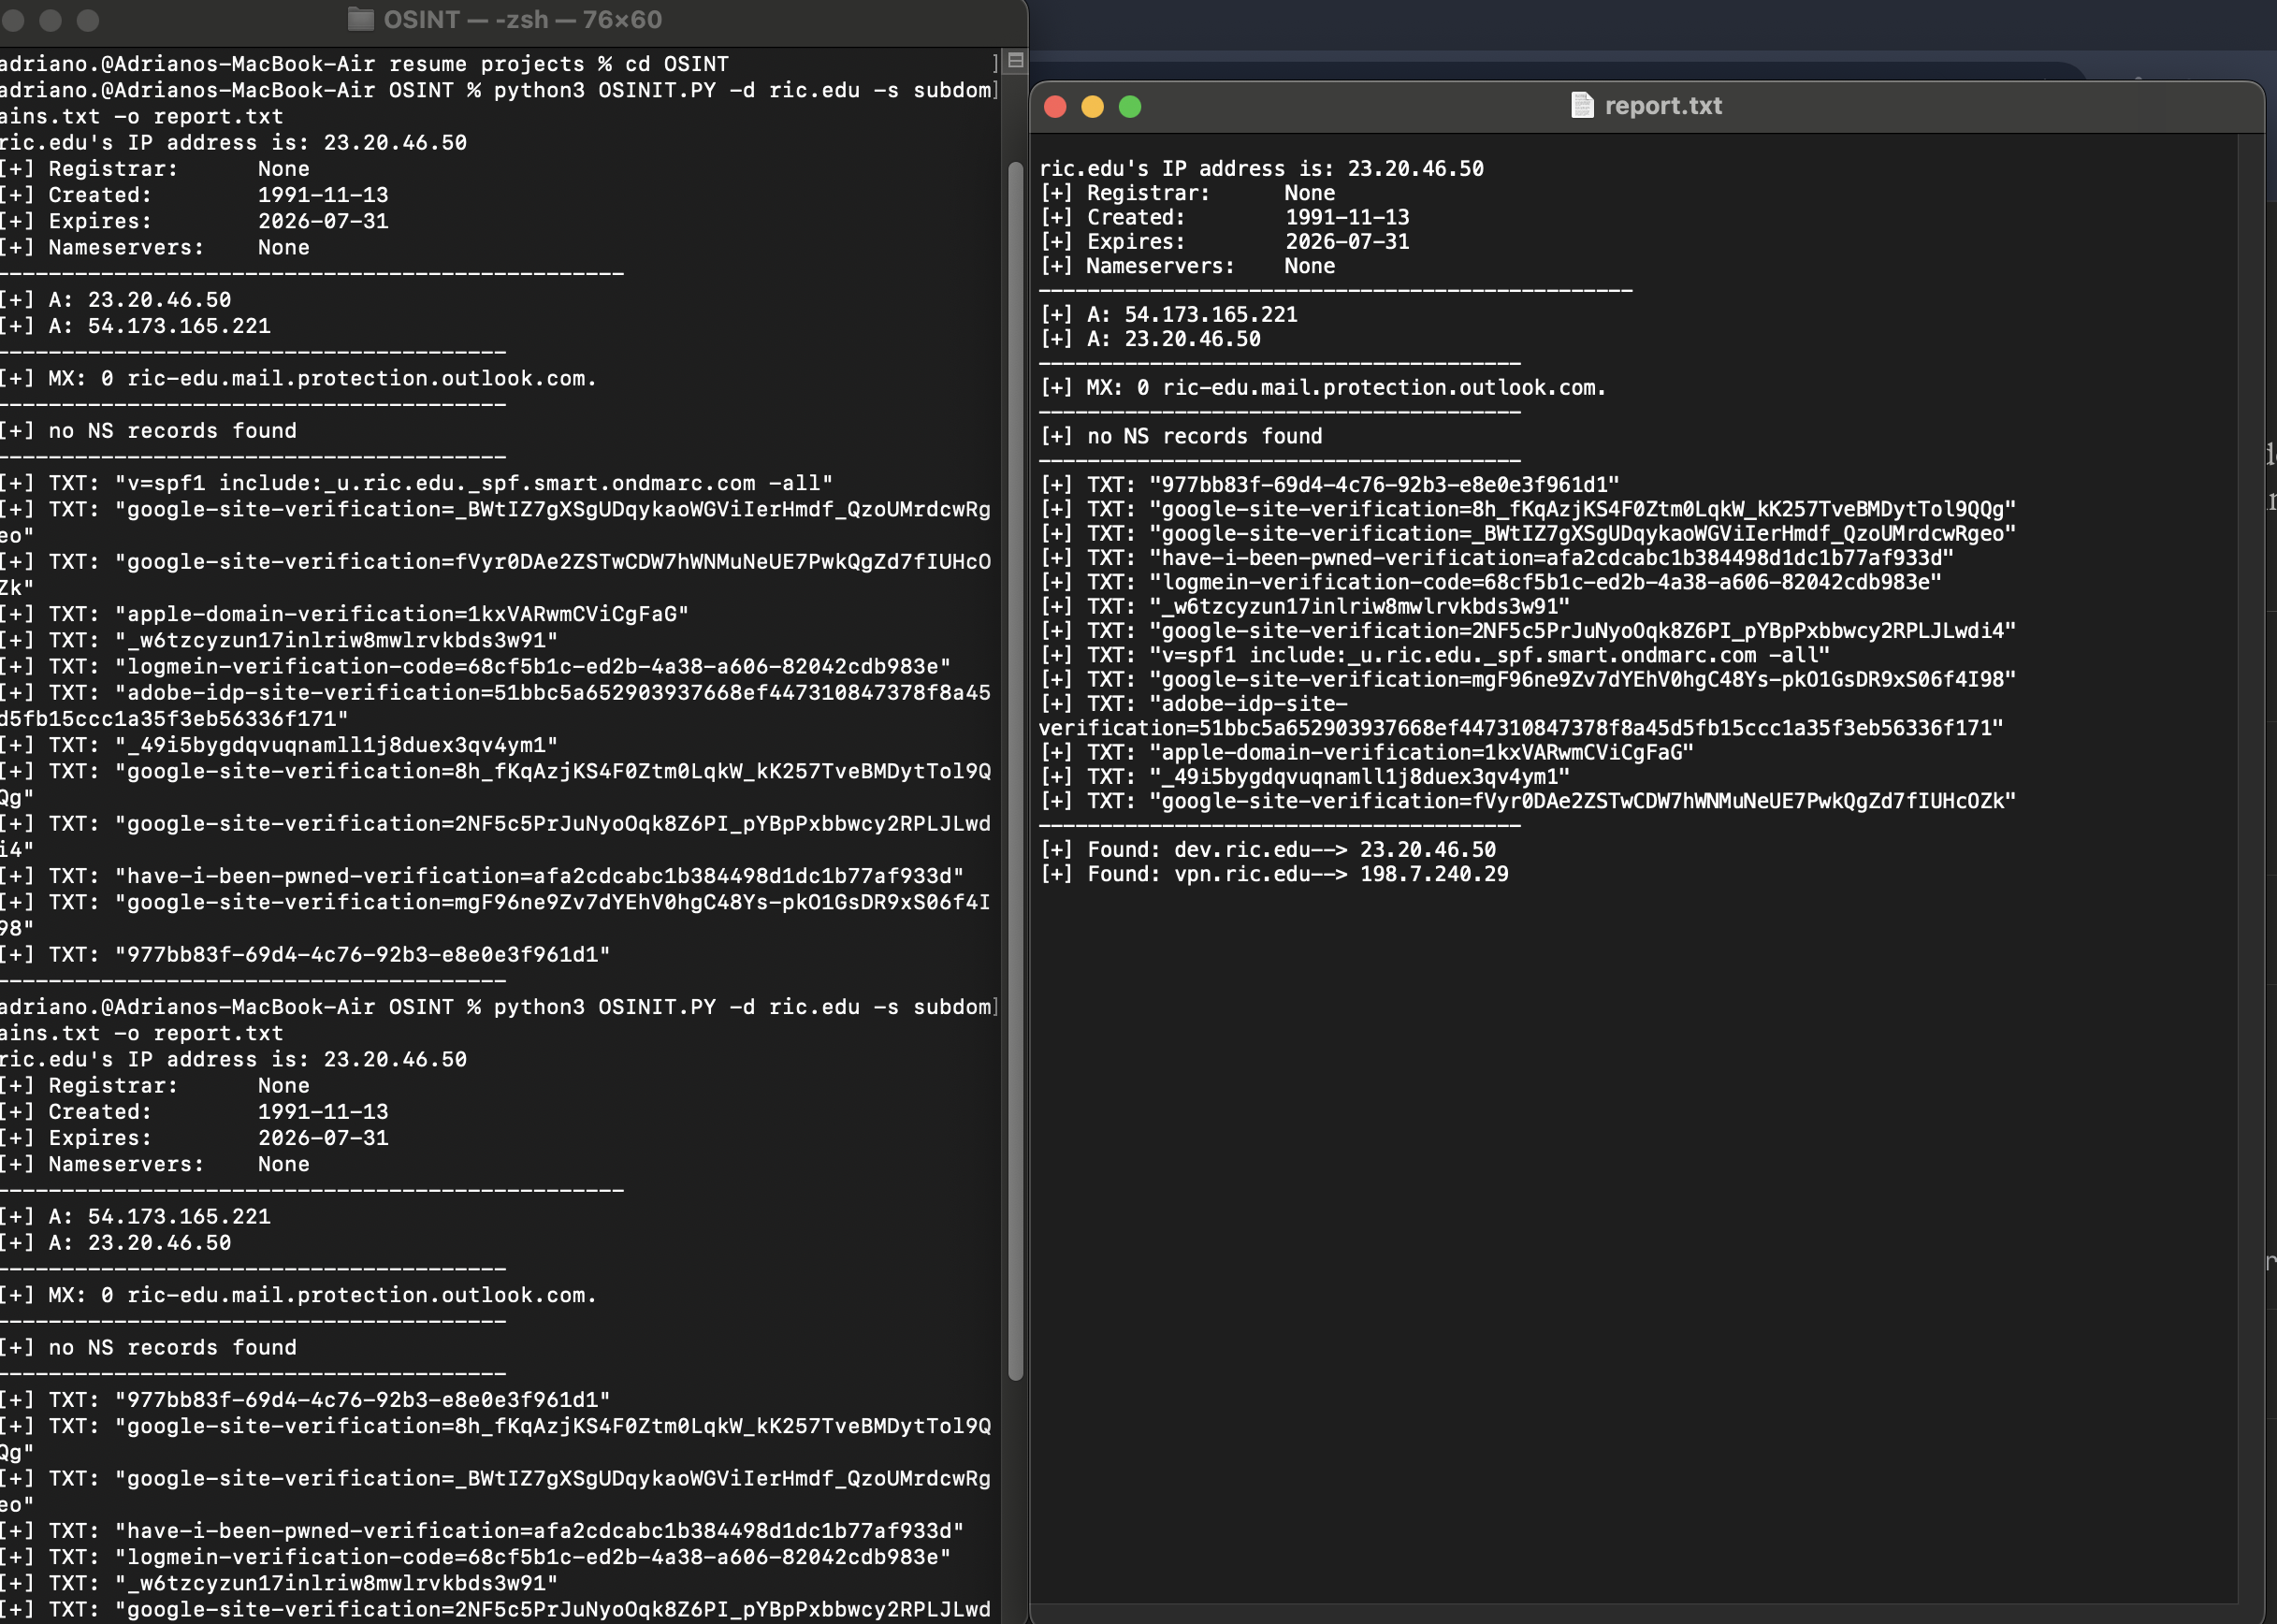 OSINT — -zsh — 76×60
adriano.@Adrianos-MacBook-Air resume projects % cd OSINT
adriano.@Adrianos-MacBook-Air OSINT % python3 OSINIT.PY -d ric.edu -s subdom
ains.txt -o report.txt
ric.edu's IP address is: 23.20.46.50
[+] Registrar:      None
[+] Created:        1991-11-13
[+] Expires:        2026-07-31
[+] Nameservers:    None
------------------------------------------------
[+] A: 23.20.46.50
[+] A: 54.173.165.221
---------------------------------------
[+] MX: 0 ric-edu.mail.protection.outlook.com.
---------------------------------------
[+] no NS records found
---------------------------------------
[+] TXT: "v=spf1 include:_u.ric.edu._spf.smart.ondmarc.com -all"
[+] TXT: "google-site-verification=_BWtIZ7gXSgUDqykaoWGViIerHmdf_QzoUMrdcwRg
eo"
[+] TXT: "google-site-verification=fVyr0DAe2ZSTwCDW7hWNMuNeUE7PwkQgZd7fIUHcO
Zk"
[+] TXT: "apple-domain-verification=1kxVARwmCViCgFaG"
[+] TXT: "_w6tzcyzun17inlriw8mwlrvkbds3w91"
[+] TXT: "logmein-verification-code=68cf5b1c-ed2b-4a38-a606-82042cdb983e"
[+] TXT: "adobe-idp-site-verification=51bbc5a652903937668ef447310847378f8a45
d5fb15ccc1a35f3eb56336f171"
[+] TXT: "_49i5bygdqvuqnamll1j8duex3qv4ym1"
[+] TXT: "google-site-verification=8h_fKqAzjKS4F0Ztm0LqkW_kK257TveBMDytTol9Q
Qg"
[+] TXT: "google-site-verification=2NF5c5PrJuNyoOqk8Z6PI_pYBpPxbbwcy2RPLJLwd
i4"
[+] TXT: "have-i-been-pwned-verification=afa2cdcabc1b384498d1dc1b77af933d"
[+] TXT: "google-site-verification=mgF96ne9Zv7dYEhV0hgC48Ys-pkO1GsDR9xS06f4I
98"
[+] TXT: "977bb83f-69d4-4c76-92b3-e8e0e3f961d1"
---------------------------------------
adriano.@Adrianos-MacBook-Air OSINT % python3 OSINIT.PY -d ric.edu -s subdom
ains.txt -o report.txt
ric.edu's IP address is: 23.20.46.50
[+] Registrar:      None
[+] Created:        1991-11-13
[+] Expires:        2026-07-31
[+] Nameservers:    None
------------------------------------------------
[+] A: 54.173.165.221
[+] A: 23.20.46.50
---------------------------------------
[+] MX: 0 ric-edu.mail.protection.outlook.com.
---------------------------------------
[+] no NS records found
---------------------------------------
[+] TXT: "977bb83f-69d4-4c76-92b3-e8e0e3f961d1"
[+] TXT: "google-site-verification=8h_fKqAzjKS4F0Ztm0LqkW_kK257TveBMDytTol9Q
Qg"
[+] TXT: "google-site-verification=_BWtIZ7gXSgUDqykaoWGViIerHmdf_QzoUMrdcwRg
eo"
[+] TXT: "have-i-been-pwned-verification=afa2cdcabc1b384498d1dc1b77af933d"
[+] TXT: "logmein-verification-code=68cf5b1c-ed2b-4a38-a606-82042cdb983e"
[+] TXT: "_w6tzcyzun17inlriw8mwlrvkbds3w91"
[+] TXT: "google-site-verification=2NF5c5PrJuNyoOqk8Z6PI_pYBpPxbbwcy2RPLJLwd
report.txt
ric.edu's IP address is: 23.20.46.50
[+] Registrar:      None
[+] Created:        1991-11-13
[+] Expires:        2026-07-31
[+] Nameservers:    None
------------------------------------------------
[+] A: 54.173.165.221
[+] A: 23.20.46.50
---------------------------------------
[+] MX: 0 ric-edu.mail.protection.outlook.com.
---------------------------------------
[+] no NS records found
---------------------------------------
[+] TXT: "977bb83f-69d4-4c76-92b3-e8e0e3f961d1"
[+] TXT: "google-site-verification=8h_fKqAzjKS4F0Ztm0LqkW_kK257TveBMDytTol9QQg"
[+] TXT: "google-site-verification=_BWtIZ7gXSgUDqykaoWGViIerHmdf_QzoUMrdcwRgeo"
[+] TXT: "have-i-been-pwned-verification=afa2cdcabc1b384498d1dc1b77af933d"
[+] TXT: "logmein-verification-code=68cf5b1c-ed2b-4a38-a606-82042cdb983e"
[+] TXT: "_w6tzcyzun17inlriw8mwlrvkbds3w91"
[+] TXT: "google-site-verification=2NF5c5PrJuNyoOqk8Z6PI_pYBpPxbbwcy2RPLJLwdi4"
[+] TXT: "v=spf1 include:_u.ric.edu._spf.smart.ondmarc.com -all"
[+] TXT: "google-site-verification=mgF96ne9Zv7dYEhV0hgC48Ys-pkO1GsDR9xS06f4I98"
[+] TXT: "adobe-idp-site-
verification=51bbc5a652903937668ef447310847378f8a45d5fb15ccc1a35f3eb56336f171"
[+] TXT: "apple-domain-verification=1kxVARwmCViCgFaG"
[+] TXT: "_49i5bygdqvuqnamll1j8duex3qv4ym1"
[+] TXT: "google-site-verification=fVyr0DAe2ZSTwCDW7hWNMuNeUE7PwkQgZd7fIUHcOZk"
---------------------------------------
[+] Found: dev.ric.edu--> 23.20.46.50
[+] Found: vpn.ric.edu--> 198.7.240.29